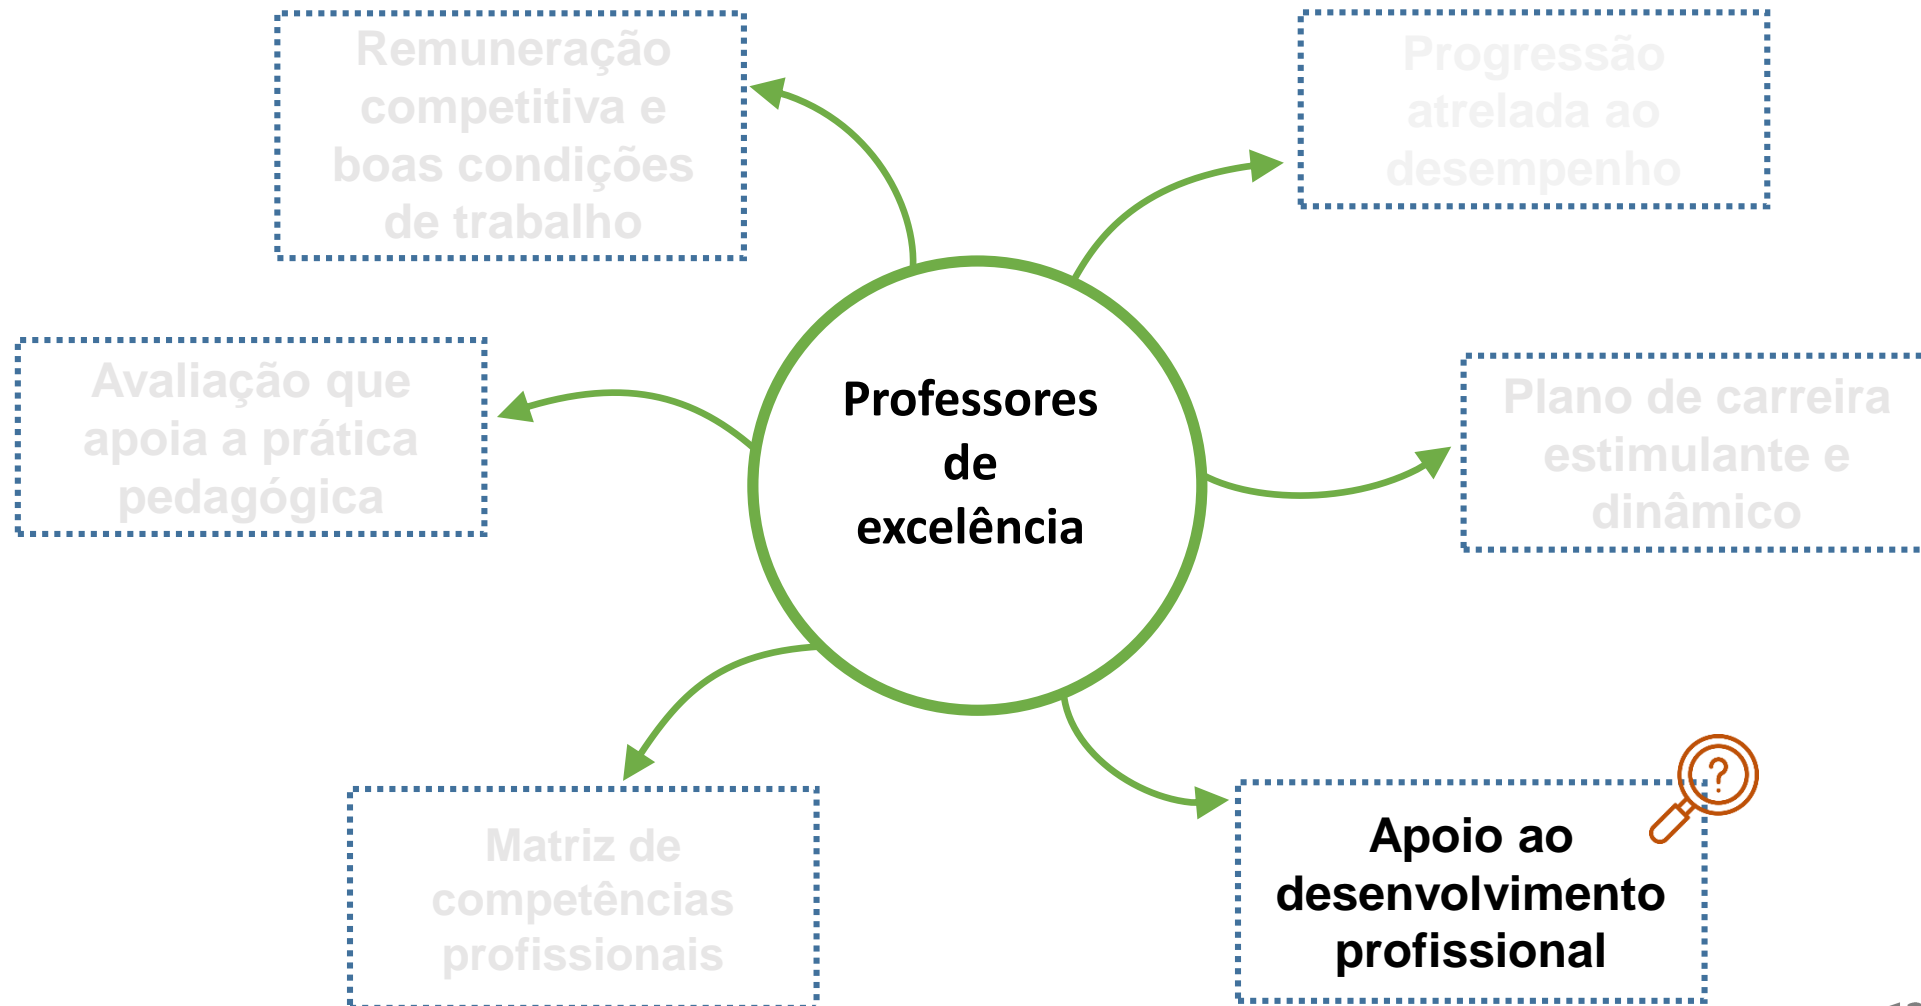 Remuneração
competitiva e
boas condições
de trabalho
Progressão
atrelada ao
desempenho
Avaliação que
apoia a prática
pedagógica
Professores
de
excelência
Plano de carreira
estimulante e
dinâmico
Matriz de
competências
profissionais
?
Apoio ao
desenvolvimento
profissional